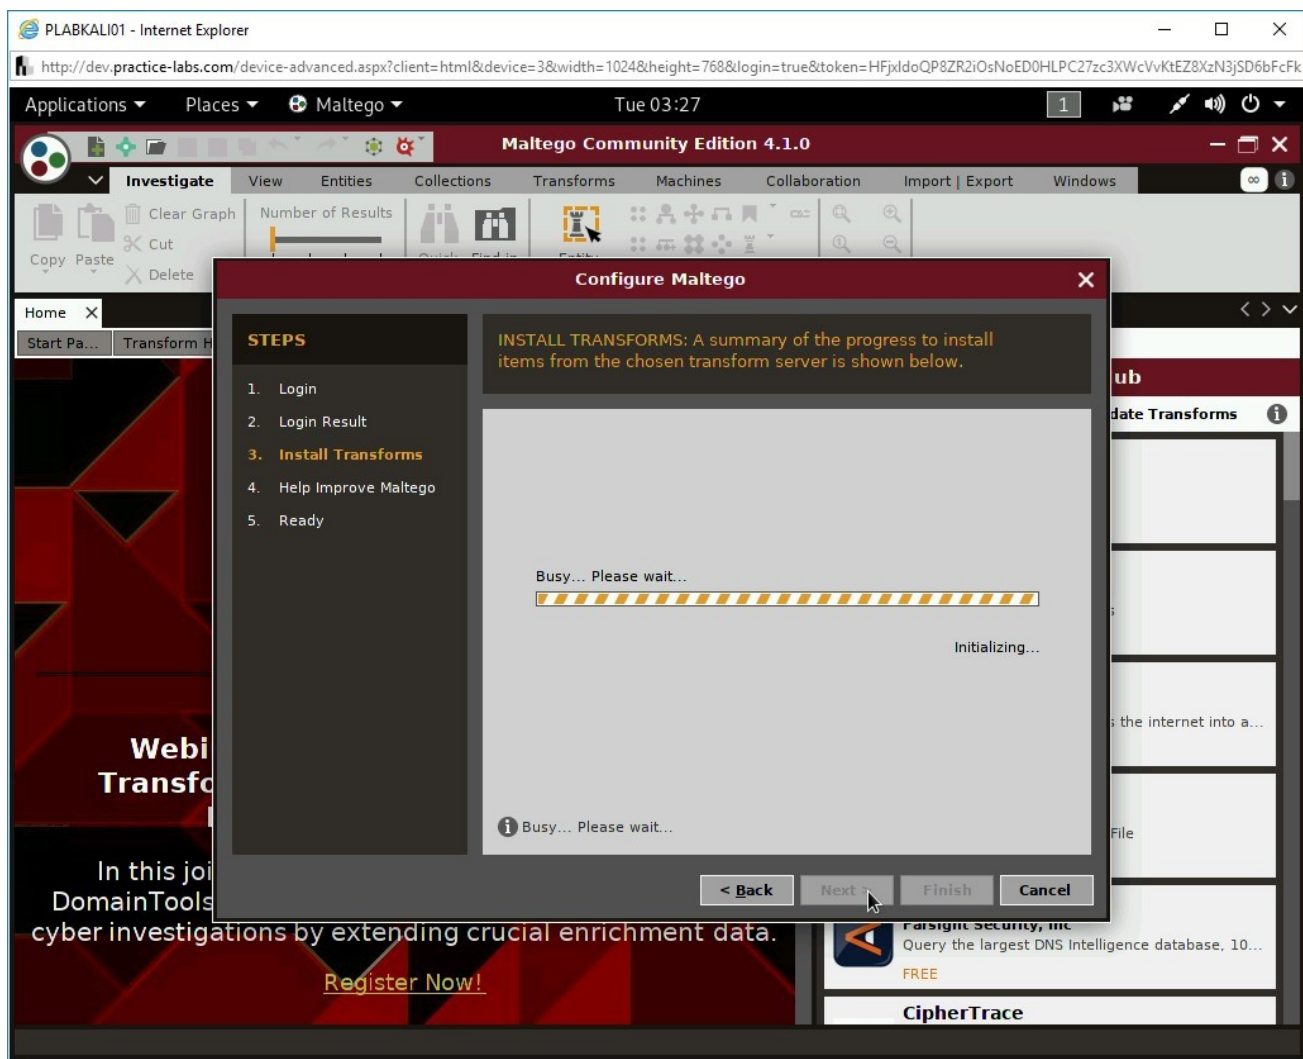 PLABKALI01 - Internet Explorer
http://dev.practice-labs.com/device-advanced.aspx?client=html&device=3&width=1024&height=768&login=true&token=HFjxIdoQP8ZR2iOsNoED0HLPC27zc3XWcVvKtEZ8XzN3jSD6bFcFk
Applications Places Maltego Tue 03:27 1
Maltego Community Edition 4.1.0
Investigate View Entities Collections Transforms Machines Collaboration Import | Export Windows
Clear Graph Number of Results
Cut
Copy Paste
Delete
Configure Maltego
Home
Start Pa... Transform H
STEPS
1. Login
2. Login Result
3. Install Transforms
4. Help Improve Maltego
5. Ready
INSTALL TRANSFORMS: A summary of the progress to install
items from the chosen transform server is shown below.
Busy... Please wait...
Initializing...
Busy... Please wait...
< Back Next > Finish Cancel
ub
date Transforms
s the internet into a...
File
Webi
Transfo
In this joi
DomainTools
cyber investigations by extending crucial enrichment data.
Register Now!
Farsight Security, Inc
Query the largest DNS Intelligence database, 10...
FREE
CipherTrace